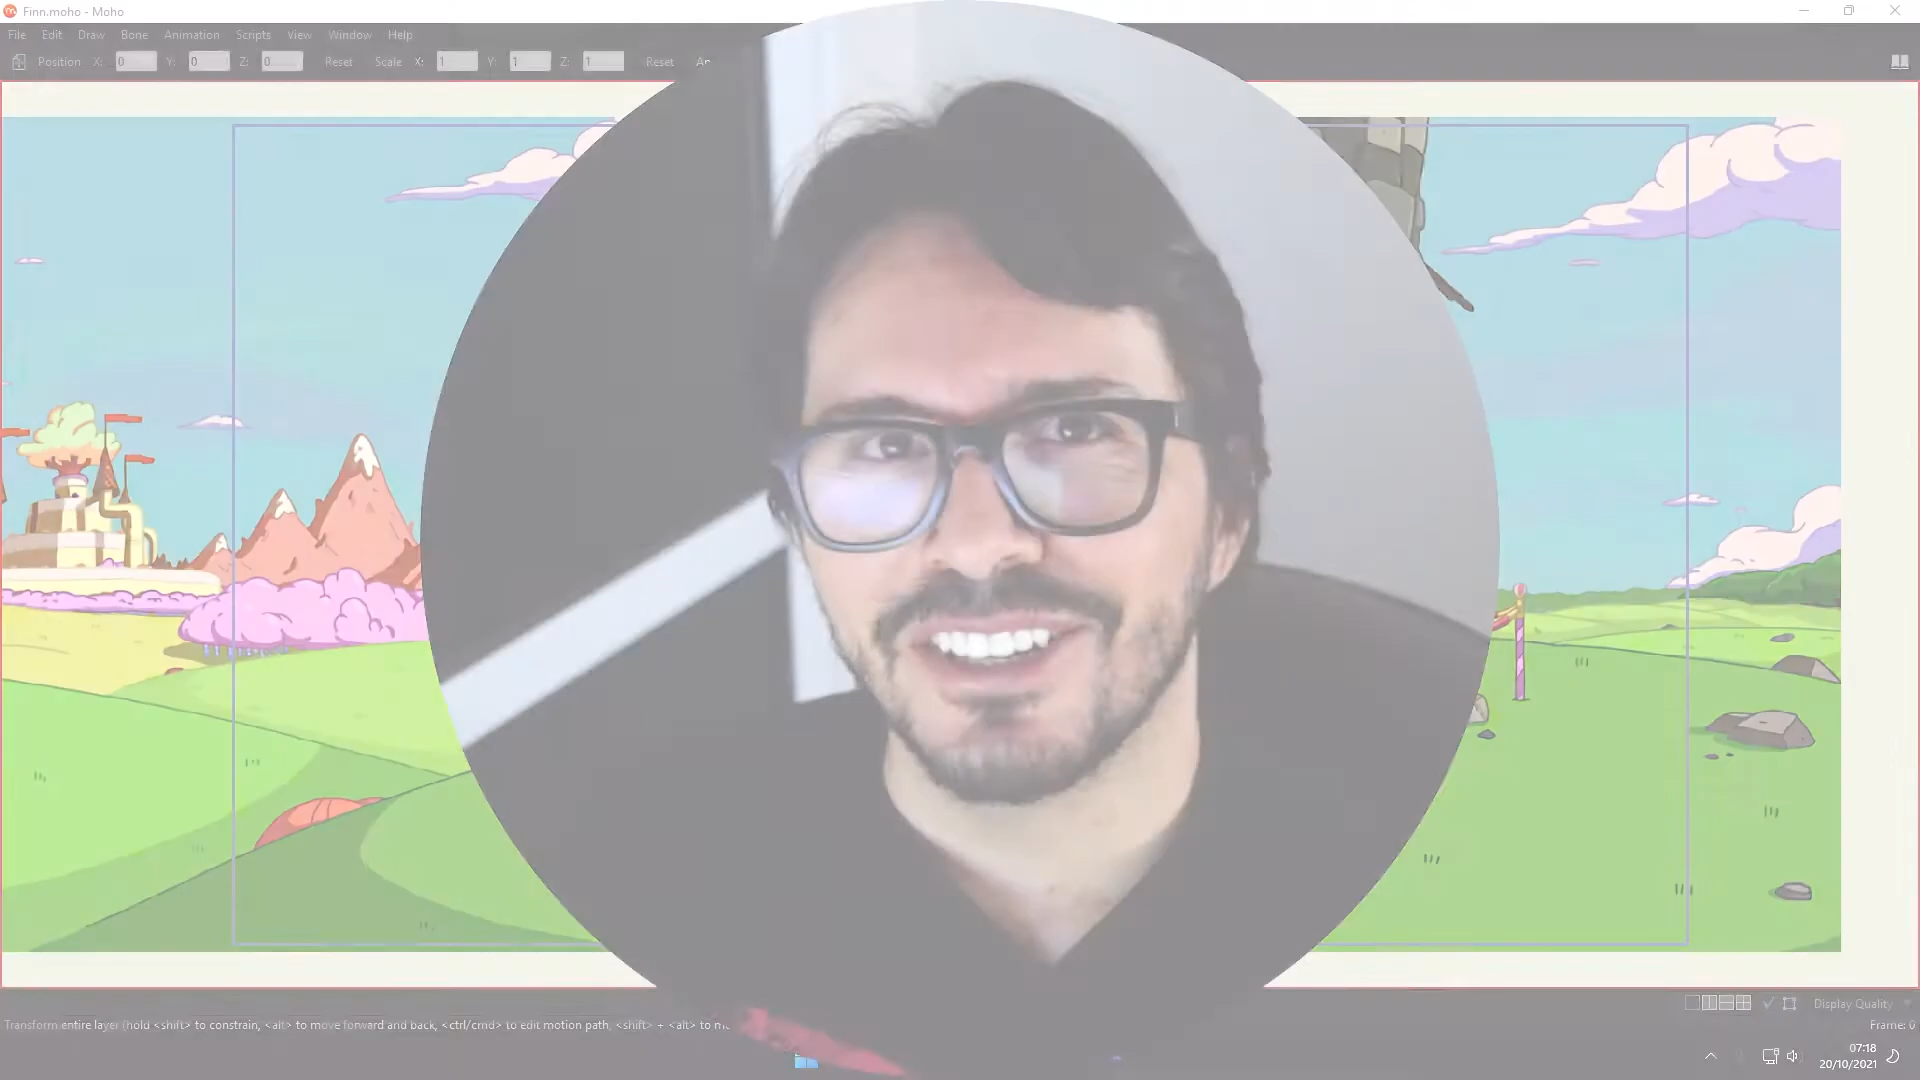 Finn.moho - Moho
File Edit Draw Bone Animation Scripts View Window Help
Position X: 0 Y: 0 Z: 0 Reset Scale X: 1 Y: 1 Z: 1 Reset
Display Quality
Transform entire layer (hold <shift> to constrain, <alt> to move forward and back, <ctrl/cmd> to edit motion path, <shift> + <alt> to
Frame: 0
07:18
20/10/2021